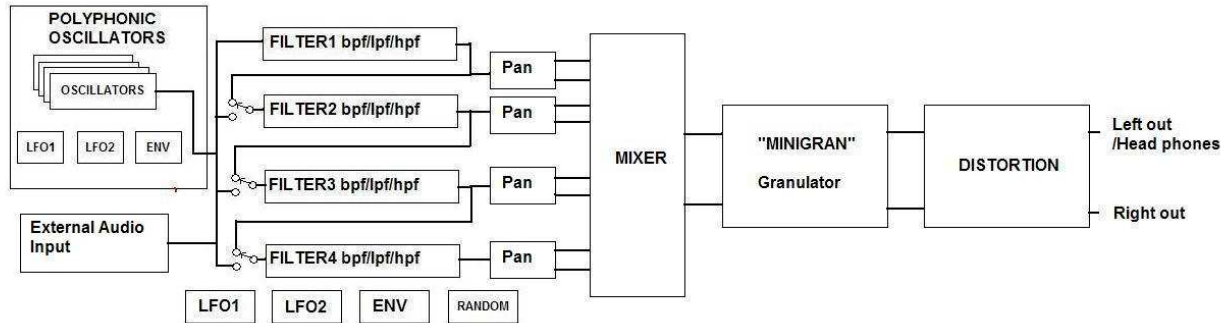 POLYPHONIC
OSCILLATORS
OSCILLATORS
LFO1
LFO2
ENV
External Audio
Input
FILTER1 bpf/lpf/hpf
FILTER2 bpf/lpf/hpf
FILTER3 bpf/lpf/hpf
FILTER4 bpf/lpf/hpf
LFO1
LFO2
ENV
RANDOM
Pan
Pan
Pan
Pan
MIXER
"MINIGRAN"
Granulator
DISTORTION
Left out
/Head phones
Right out